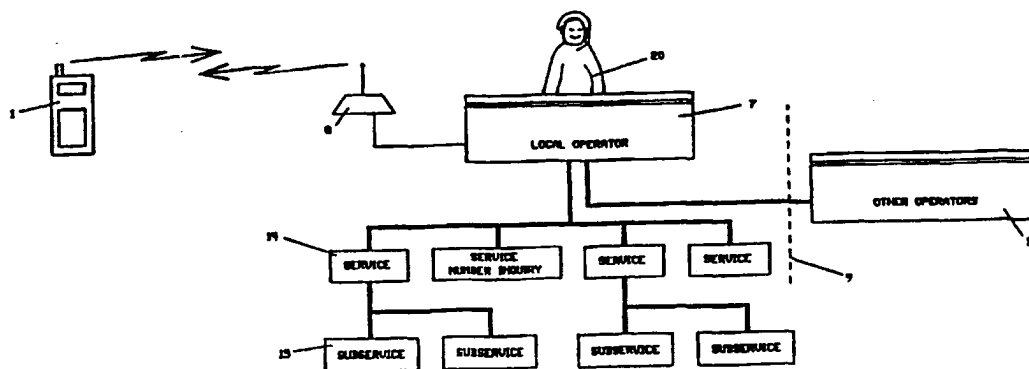 20
7
1
8
LOCAL OPERATOR
OTHER OPERATORS
14
SERVICE
SERVICE
NUMBER INQUIRY
SERVICE
SERVICE
9
15
SUBSERVICE
SUBSERVICE
SUBSERVICE
SUBSERVICE